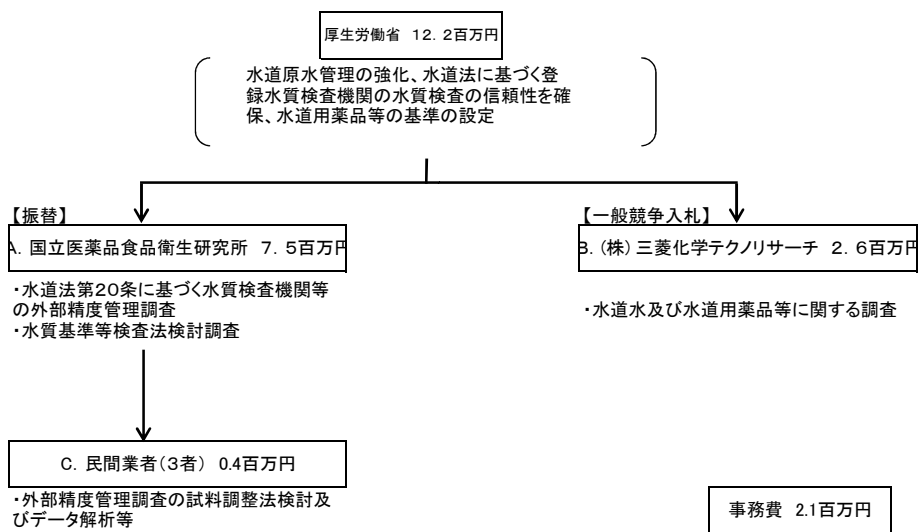 厚生労働省 12.2百万円
水道原水管理の強化、水道法に基づく登
録水質検査機関の水質検査の信頼性を確
保、水道用薬品等の基準の設定
【振替】
A. 国立医薬品食品衛生研究所 7.5百万円
・水道法第20条に基づく水質検査機関等
の外部精度管理調査
・水質基準等検査法検討調査
【一般競争入札】
B. (株)三菱化学テクノリサーチ 2.6百万円
・水道水及び水道用薬品等に関する調査
C. 民間業者(3者) 0.4百万円
・外部精度管理調査の試料調整法検討及
びデータ解析等
事務費 2.1百万円